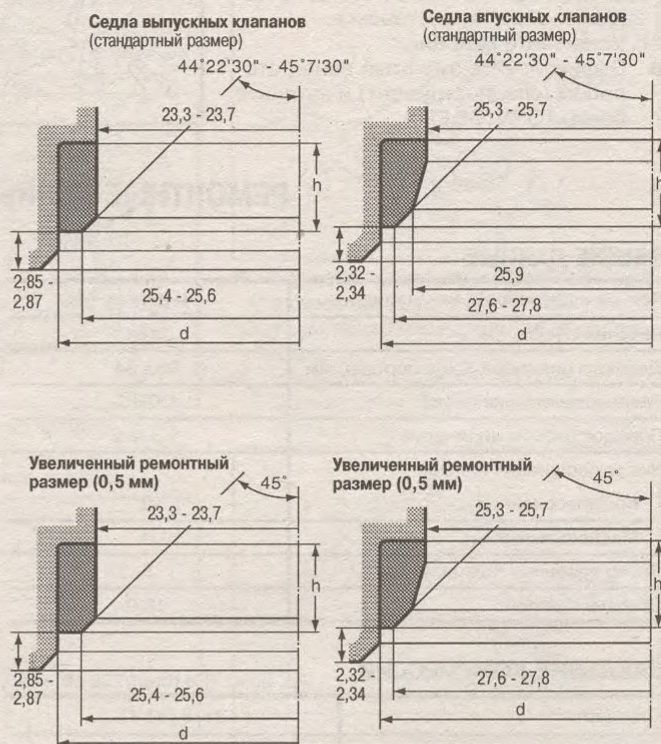 Седла выпускных клапанов
(стандартный размер)
44°22'30" - 45°7'30"
23,3 - 23,7
h
2,85 -
2,87
25,4 - 25,6
d
Седла впускных клапанов
(стандартный размер)
44°22'30" - 45°7'30"
25,3 - 25,7
h
2,32 -
2,34
25,9
27,6 - 27,8
d
Увеличенный ремонтный
размер (0,5 мм)
45°
23,3 - 23,7
h
2,85 -
2,87
25,4 - 25,6
d
Увеличенный ремонтный
размер (0,5 мм)
45°
25,3 - 25,7
h
2,32 -
2,34
27,6 - 27,8
d